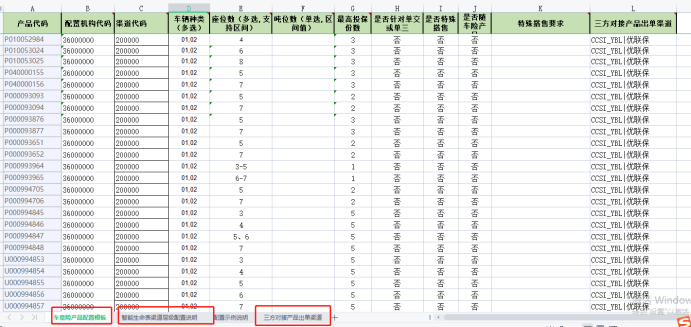 A B C D E F G H I J K L
产品代码 配置机构代码 渠道代码 车辆种类(多选) 座位数(多选,支持区间) 吨位数(单选,区间值) 最高投保份数 是否针对单交或单三 是否特殊搭售 是否随车险产 特殊搭售要求 三方对接产品出单渠道
P010052984 36000000 200000 01,02 4 3 否 否 否 CCSI_YBL|优联保
P010053024 36000000 200000 01,02 6 3 否 否 否 CCSI_YBL|优联保
P010053025 36000000 200000 01,02 8 3 否 否 否 CCSI_YBL|优联保
P040000155 36000000 200000 01,02 5 3 否 否 否 CCSI_YBL|优联保
P040000156 36000000 200000 01,02 7 3 否 否 否 CCSI_YBL|优联保
P000093093 36000000 200000 01,02 5 2 否 否 否 CCSI_YBL|优联保
P000093094 36000000 200000 01,02 7 2 否 否 否 CCSI_YBL|优联保
P000093876 36000000 200000 01,02 5 3 否 否 否 CCSI_YBL|优联保
P000093877 36000000 200000 01,02 7 3 否 否 否 CCSI_YBL|优联保
P000093651 36000000 200000 01,02 5 2 否 否 否 CCSI_YBL|优联保
P000093652 36000000 200000 01,02 7 2 否 否 否 CCSI_YBL|优联保
P000093964 36000000 200000 01,02 3-5 1 否 否 否 CCSI_YBL|优联保
P000093965 36000000 200000 01,02 6-7 1 否 否 否 CCSI_YBL|优联保
P000094705 36000000 200000 01,02 5 2 否 否 否 CCSI_YBL|优联保
P000094706 36000000 200000 01,02 7 2 否 否 否 CCSI_YBL|优联保
P000094845 36000000 200000 01,02 3 5 否 否 否 CCSI_YBL|优联保
P000094846 36000000 200000 01,02 4 5 否 否 否 CCSI_YBL|优联保
P000094847 36000000 200000 01,02 5、6 5 否 否 否 CCSI_YBL|优联保
P000094848 36000000 200000 01,02 7 5 否 否 否 CCSI_YBL|优联保
U000094853 36000000 200000 01,02 3 5 否 否 否 CCSI_YBL|优联保
U000094854 36000000 200000 01,02 4 5 否 否 否 CCSI_YBL|优联保
U000094855 36000000 200000 01,02 5 5 否 否 否 CCSI_YBL|优联保
U000094856 36000000 200000 01,02 6 5 否 否 否 CCSI_YBL|优联保
U000094857 36000000 200000 01,02 7 5 否 否 否 CCSI_YBL|优联保
车意险产品配置模板 智能生命表渠道层级配置说明 配置示例说明 三方对接产品出单渠道 +